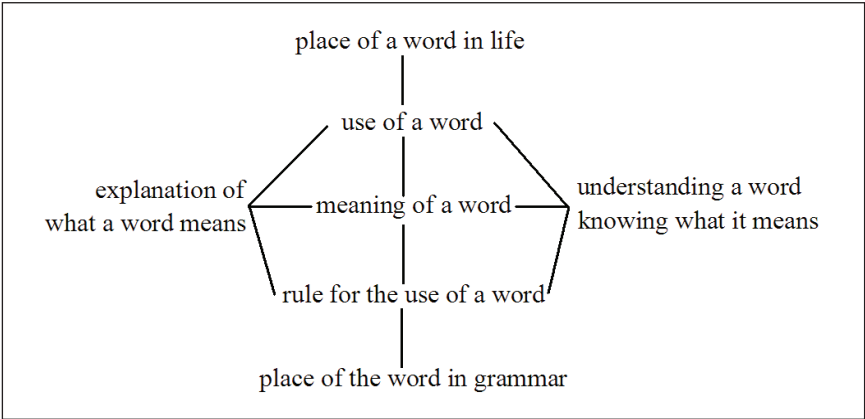 place of a word in life
use of a word
explanation of
what a word means
meaning of a word
understanding a word
knowing what it means
rule for the use of a word
place of the word in grammar